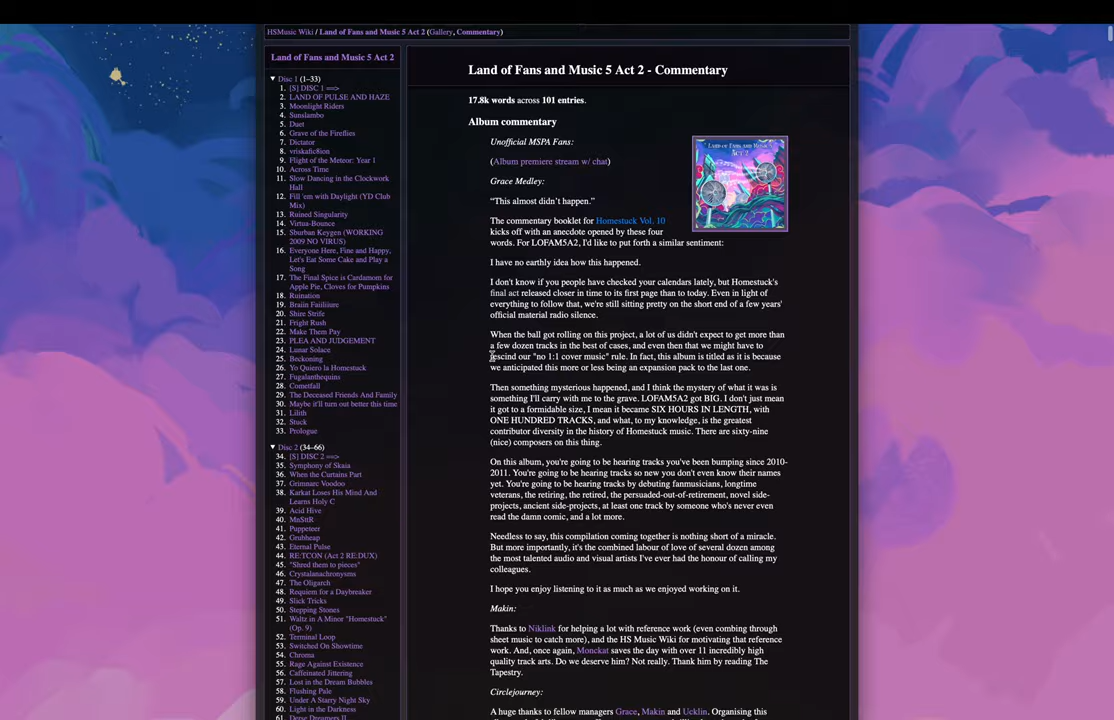 HSMusic Wiki / Land of Fans and Music 5 Act 2 (Gallery, Commentary)
Land of Fans and Music 5 Act 2
▼ Disc 1 (1–33)
1. [S] DISC 1 ==>
2. LAND OF PULSE AND HAZE
3. Moonlight Riders
4. Sunslambo
5. Duet
6. Grave of the Fireflies
7. Dictator
8. vriskafic8ion
9. Flight of the Meteor: Year 1
10. Across Time
11. Slow Dancing in the Clockwork
Hall
12. Fill 'em with Daylight (YD Club
Mix)
13. Ruined Singularity
14. Virtua-Bounce
15. Sburban Keygen (WORKING
2009 NO VIRUS)
16. Everyone Here, Fine and Happy,
Let's Eat Some Cake and Play a
Song
17. The Final Spice is Cardamom for
Apple Pie, Cloves for Pumpkins
18. Ruination
19. Braiin Faiiliiure
20. Shire Strife
21. Fright Rush
22. Make Them Pay
23. PLEA AND JUDGEMENT
24. Lunar Solace
25. Beckoning
26. Yo Quiero la Homestuck
27. Fugalanthequins
28. Cometfall
29. The Deceased Friends And Family
30. Maybe it'll turn out better this time
31. Lilith
32. Stuck
33. Prologue
▼ Disc 2 (34–66)
34. [S] DISC 2 ==>
35. Symphony of Skaia
36. When the Curtains Part
37. Grimnarc Voodoo
38. Karkat Loses His Mind And
Learns Holy C
39. Acid Hive
40. MnSttR
41. Puppeteer
42. Grubheap
43. Eternal Pulse
44. RE:TCON (Act 2 RE:DUX)
45. "Shred them to pieces"
46. Crystalanachronysms
47. The Oligarch
48. Requiem for a Daybreaker
49. Slick Tricks
50. Stepping Stones
51. Waltz in A Minor "Homestuck"
(Op. 9)
52. Terminal Loop
53. Switched On Showtime
54. Chroma
55. Rage Against Existence
56. Caffeinated Jittering
57. Lost in the Dream Bubbles
58. Flushing Pale
59. Under A Starry Night Sky
60. Light in the Darkness
61. Derse Dreamers II
Land of Fans and Music 5 Act 2 - Commentary
17.8k words across 101 entries.
Album commentary
LAND OF FANS AND MUSIC
ACT 2
Unofficial MSPA Fans:
(Album premiere stream w/ chat)
Grace Medley:
“This almost didn’t happen.”
The commentary booklet for Homestuck Vol. 10
kicks off with an anecdote opened by these four
words. For LOFAM5A2, I'd like to put forth a similar sentiment:
I have no earthly idea how this happened.
I don't know if you people have checked your calendars lately, but Homestuck's
final act released closer in time to its first page than to today. Even in light of
everything to follow that, we're still sitting pretty on the short end of a few years'
official material radio silence.
When the ball got rolling on this project, a lot of us didn't expect to get more than
a few dozen tracks in the best of cases, and even then that we might have to
rescind our "no 1:1 cover music" rule. In fact, this album is titled as it is because
we anticipated this more or less being an expansion pack to the last one.
Then something mysterious happened, and I think the mystery of what it was is
something I'll carry with me to the grave. LOFAM5A2 got BIG. I don't just mean
it got to a formidable size, I mean it became SIX HOURS IN LENGTH, with
ONE HUNDRED TRACKS, and what, to my knowledge, is the greatest
contributor diversity in the history of Homestuck music. There are sixty-nine
(nice) composers on this thing.
On this album, you're going to be hearing tracks you've been bumping since 2010-
2011. You're going to be hearing tracks so new you don't even know their names
yet. You're going to be hearing tracks by debuting fanmusicians, longtime
veterans, the retiring, the retired, the persuaded-out-of-retirement, novel side-
projects, ancient side-projects, at least one track by someone who's never even
read the damn comic, and a lot more.
Needless to say, this compilation coming together is nothing short of a miracle.
But more importantly, it's the combined labour of love of several dozen among
the most talented audio and visual artists I've ever had the honour of calling my
colleagues.
I hope you enjoy listening to it as much as we enjoyed working on it.
Makin:
Thanks to Niklink for helping a lot with reference work (even combing through
sheet music to catch more), and the HS Music Wiki for motivating that reference
work. And, once again, Monckat saves the day with over 11 incredibly high
quality track arts. Do we deserve him? Not really. Thank him by reading The
Tapestry.
Circlejourney:
A huge thanks to fellow managers Grace, Makin and Ucklin. Organising this